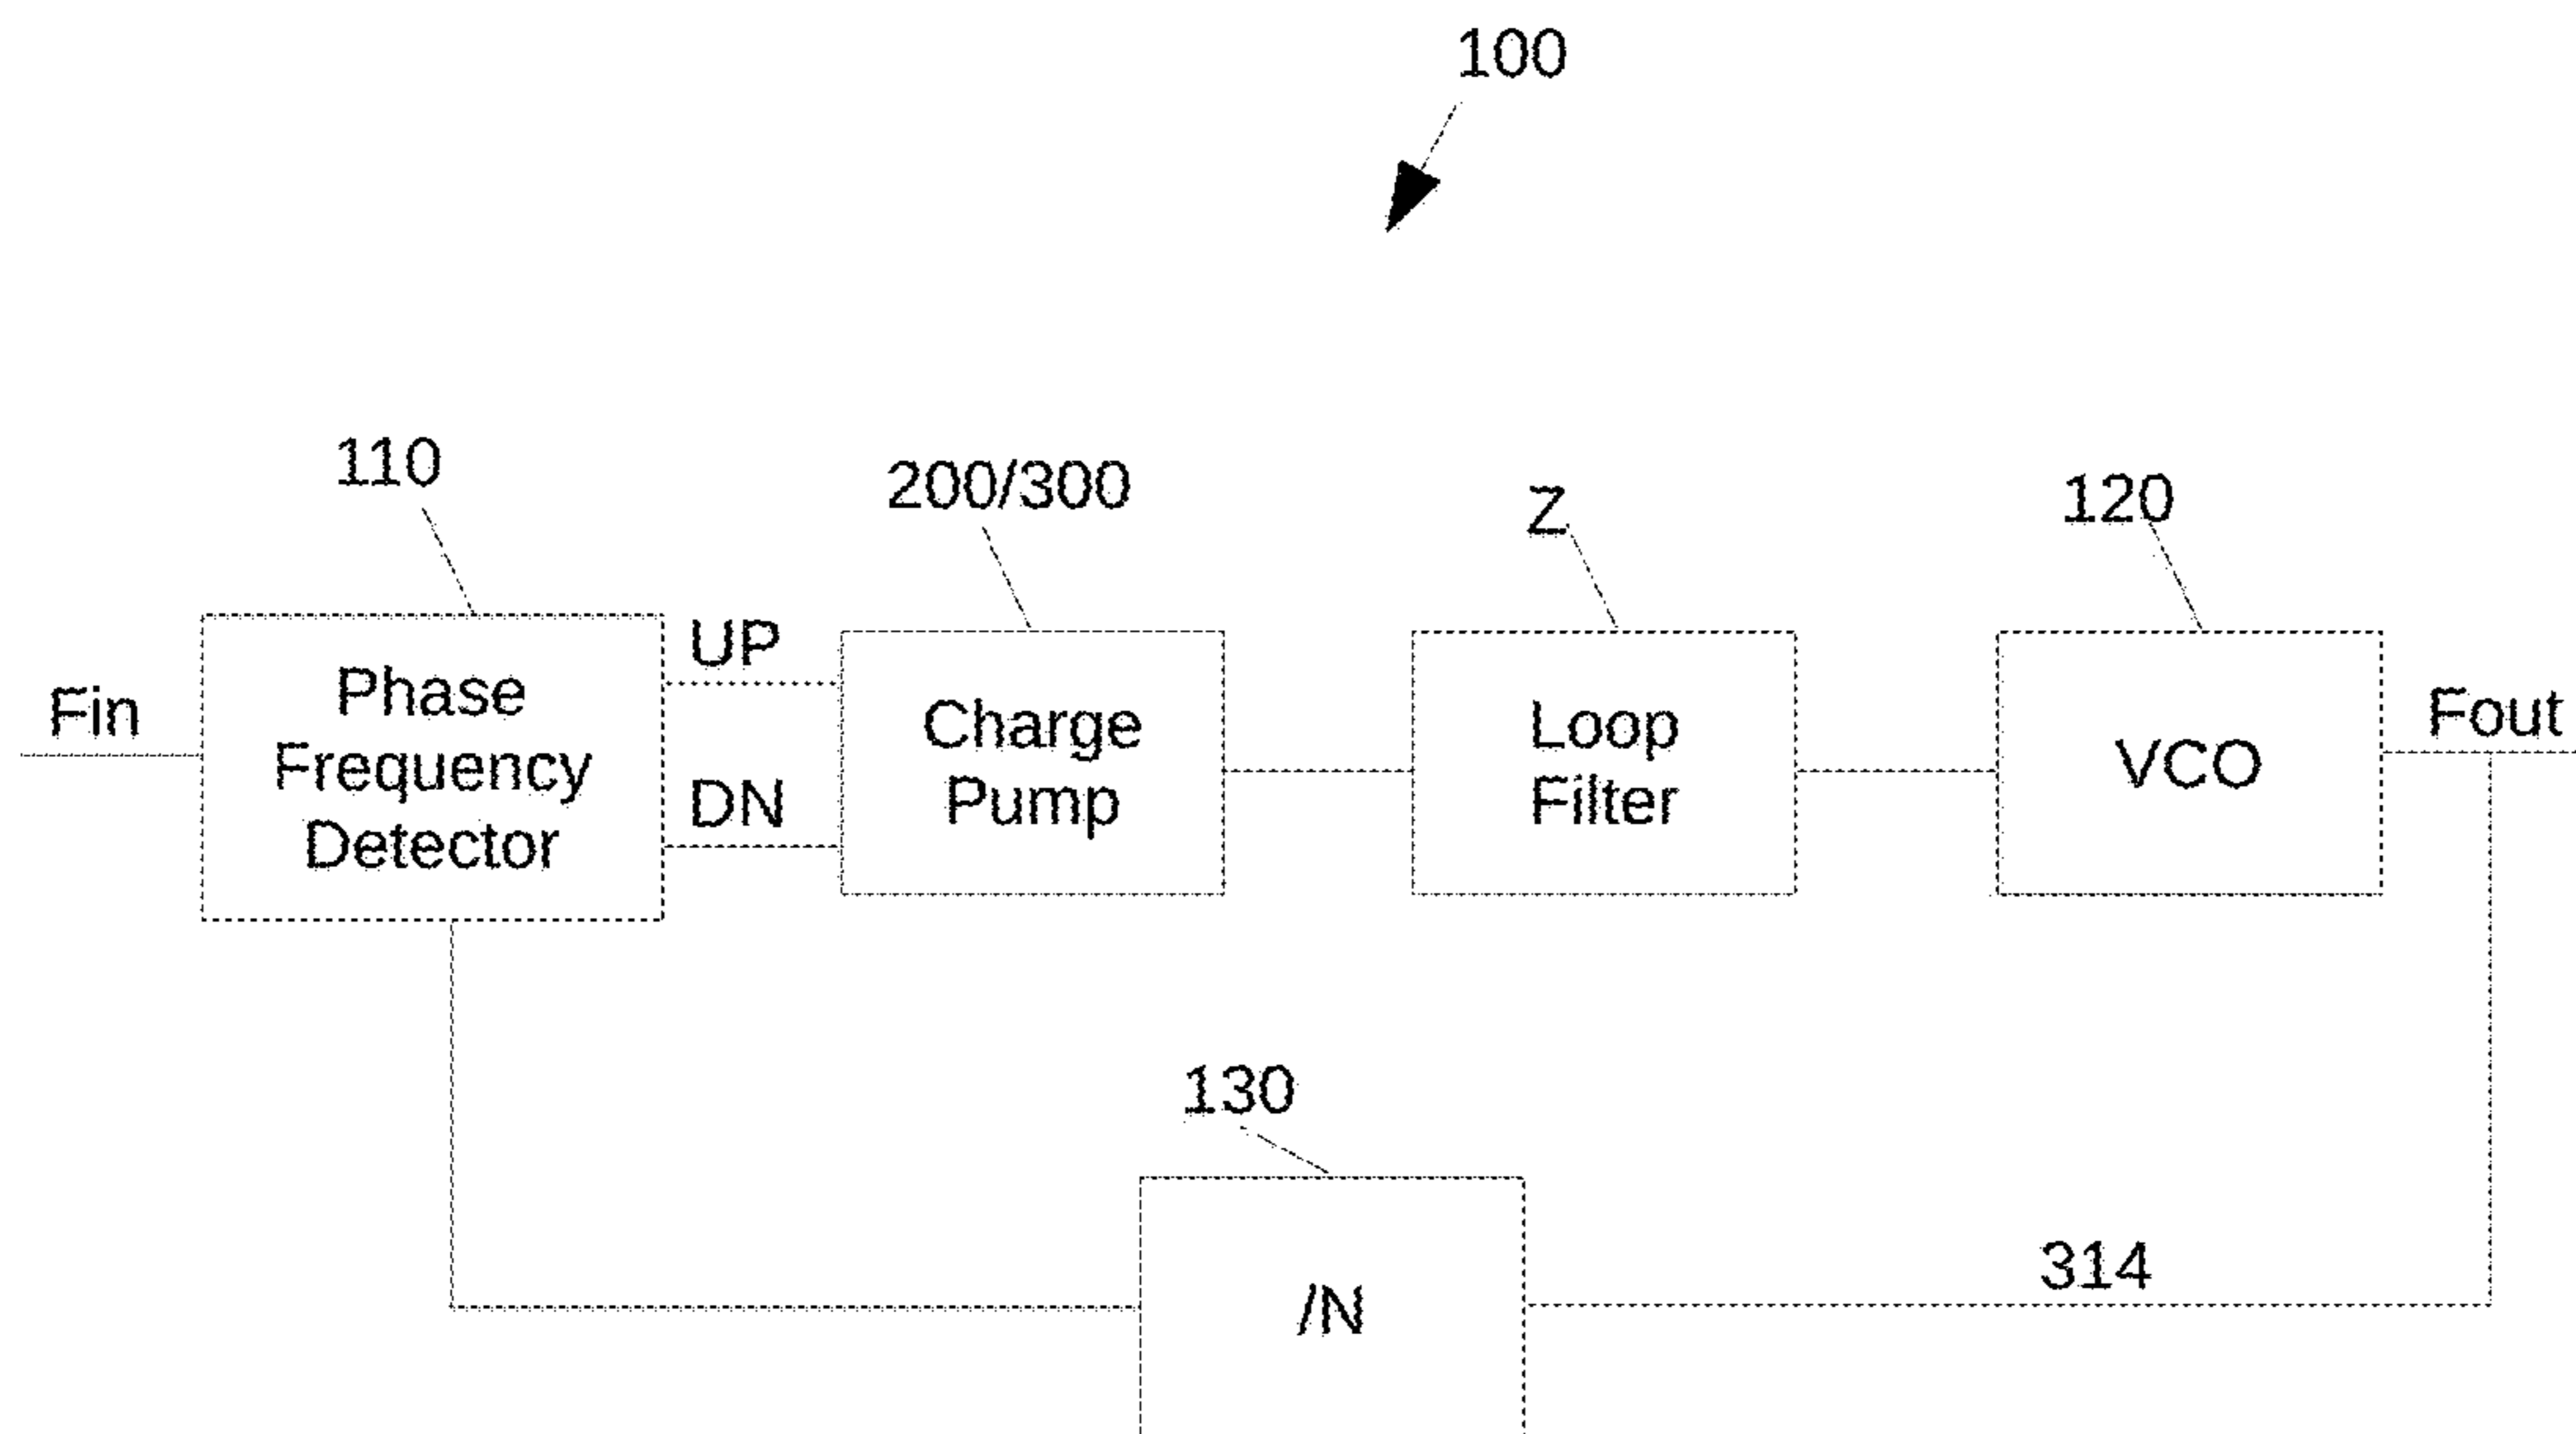 100
110
200/300
Z
120
Fin
Phase
Frequency
Detector
UP
DN
Charge
Pump
Loop
Filter
VCO
Fout
130
/N
314